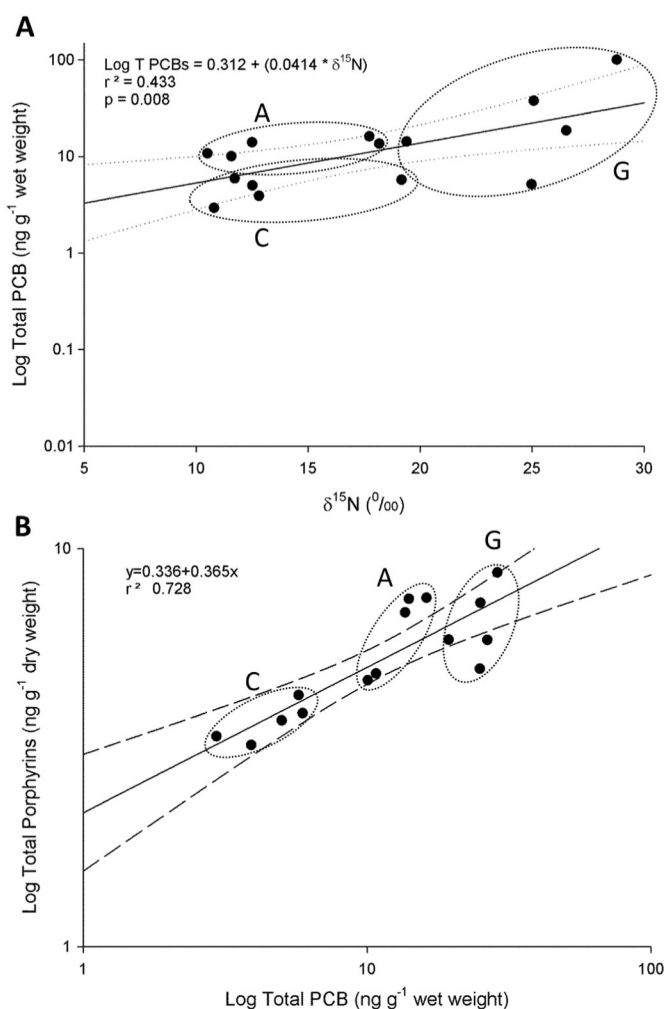 A
Log T PCBs = 0.312 + (0.0414 * δ¹⁵N)
r ² = 0.433
p = 0.008
100
10
1
0.1
0.01
Log Total PCB (ng g⁻¹ wet weight)
A
C
G
5 10 15 20 25 30
δ¹⁵N (⁰/₀₀)
B
y=0.336+0.365x
r ² 0.728
10
1
Log Total Porphyrins (ng g⁻¹ dry weight)
C
A
G
1 10 100
Log Total PCB (ng g⁻¹ wet weight)